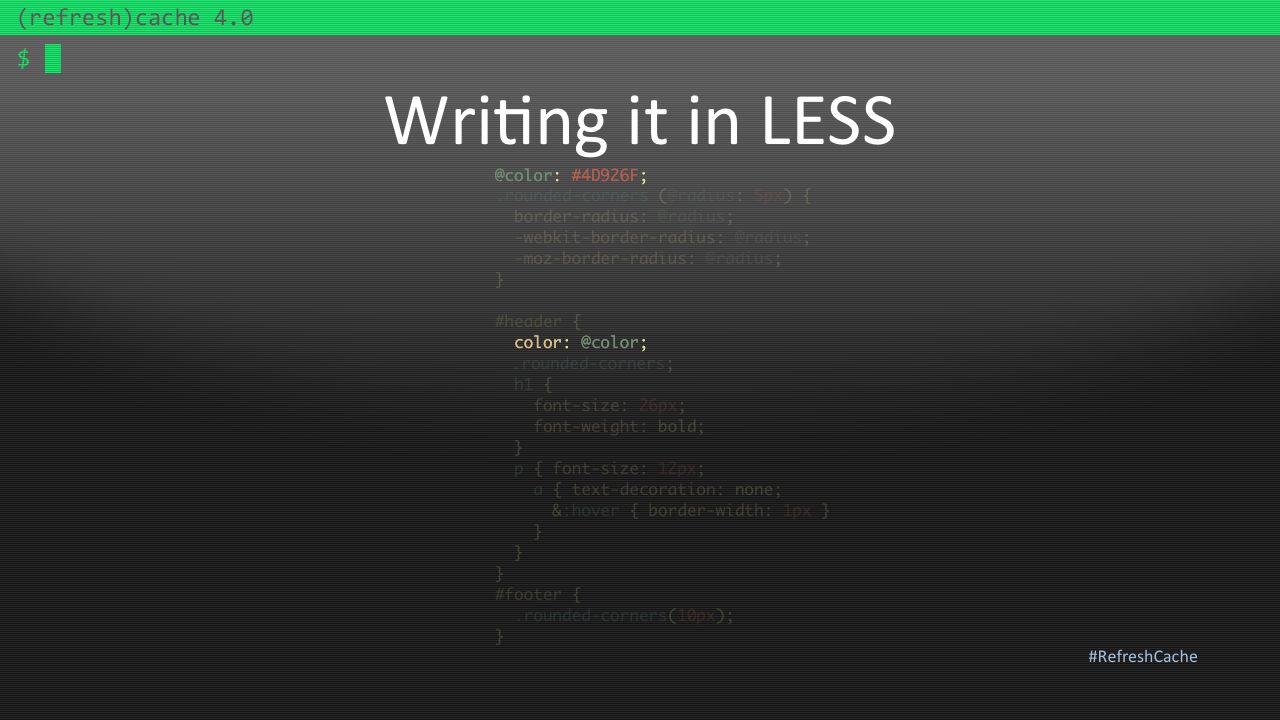 (refresh)cache 4.0
$
Writing it in LESS
@color: #4D926F;
.rounded-corners (@radius: 5px) {
  border-radius: @radius;
  -webkit-border-radius: @radius;
  -moz-border-radius: @radius;
}
#header {
  color: @color;
  .rounded-corners;
  h1 {
    font-size: 26px;
    font-weight: bold;
  }
  p { font-size: 12px;
    a { text-decoration: none;
      &:hover { border-width: 1px }
    }
  }
}
#footer {
  .rounded-corners(10px);
}
#RefreshCache